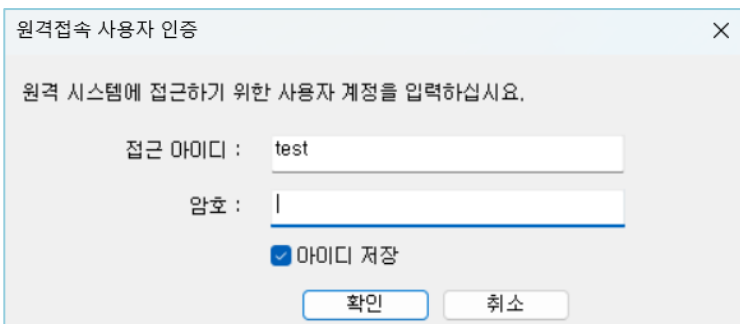 원격접속 사용자 인증
원격 시스템에 접근하기 위한 사용자 계정을 입력하십시요.
접근 아이디 : test
암호 :
아이디 저장
확인 취소